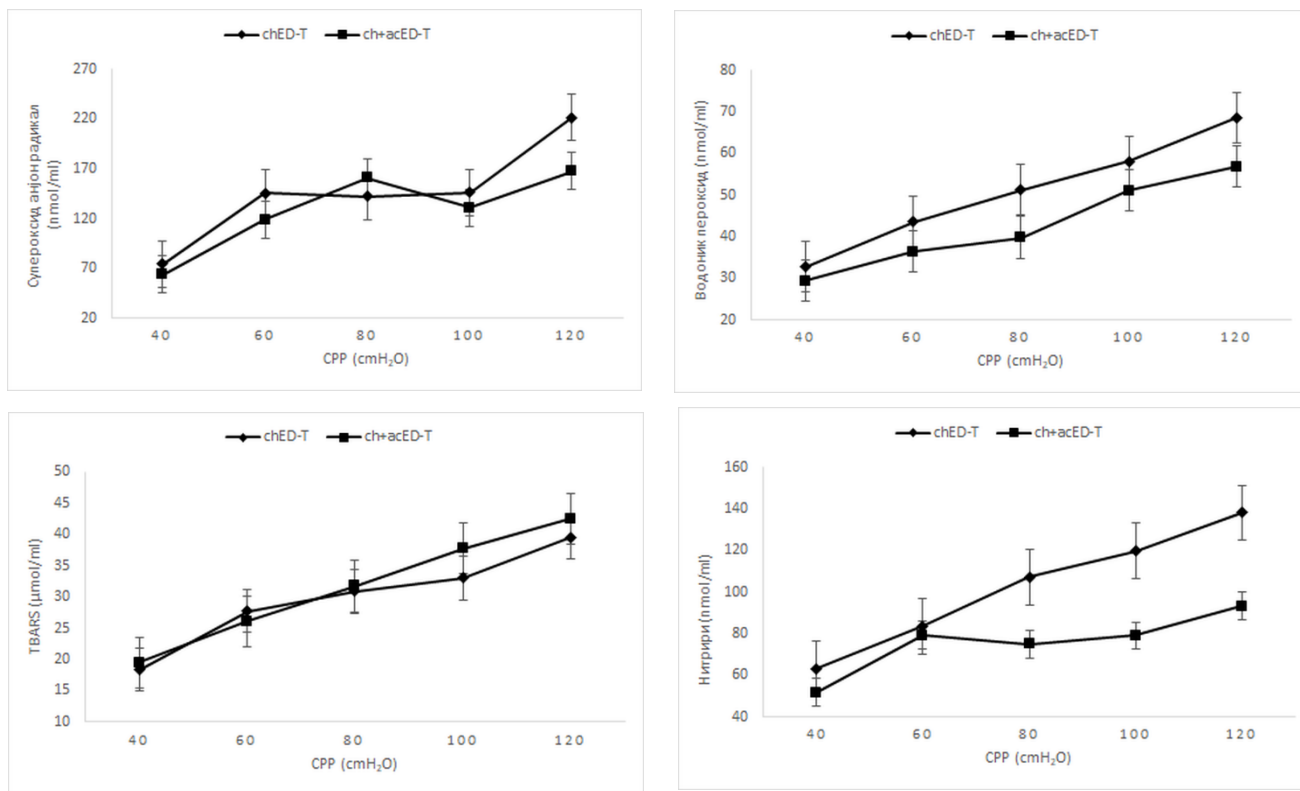 chED-T ch+acED-T
Супероксид анјон радикал
(nmol/ml)
270
220
170
120
70
20
40 60 80 100 120
CPP (cmH₂O)
chED-T ch+acED-T
Водоник пероксид (nmol/ml)
80
70
60
50
40
30
20
40 60 80 100 120
CPP (cmH₂O)
chED-T ch+acED-T
TBARS (µmol/ml)
50
45
40
35
30
25
20
15
10
40 60 80 100 120
CPP (cmH₂O)
chED-T ch+acED-T
Нитрири (nmol/ml)
160
140
120
100
80
60
40
40 60 80 100 120
CPP (cmH₂O)